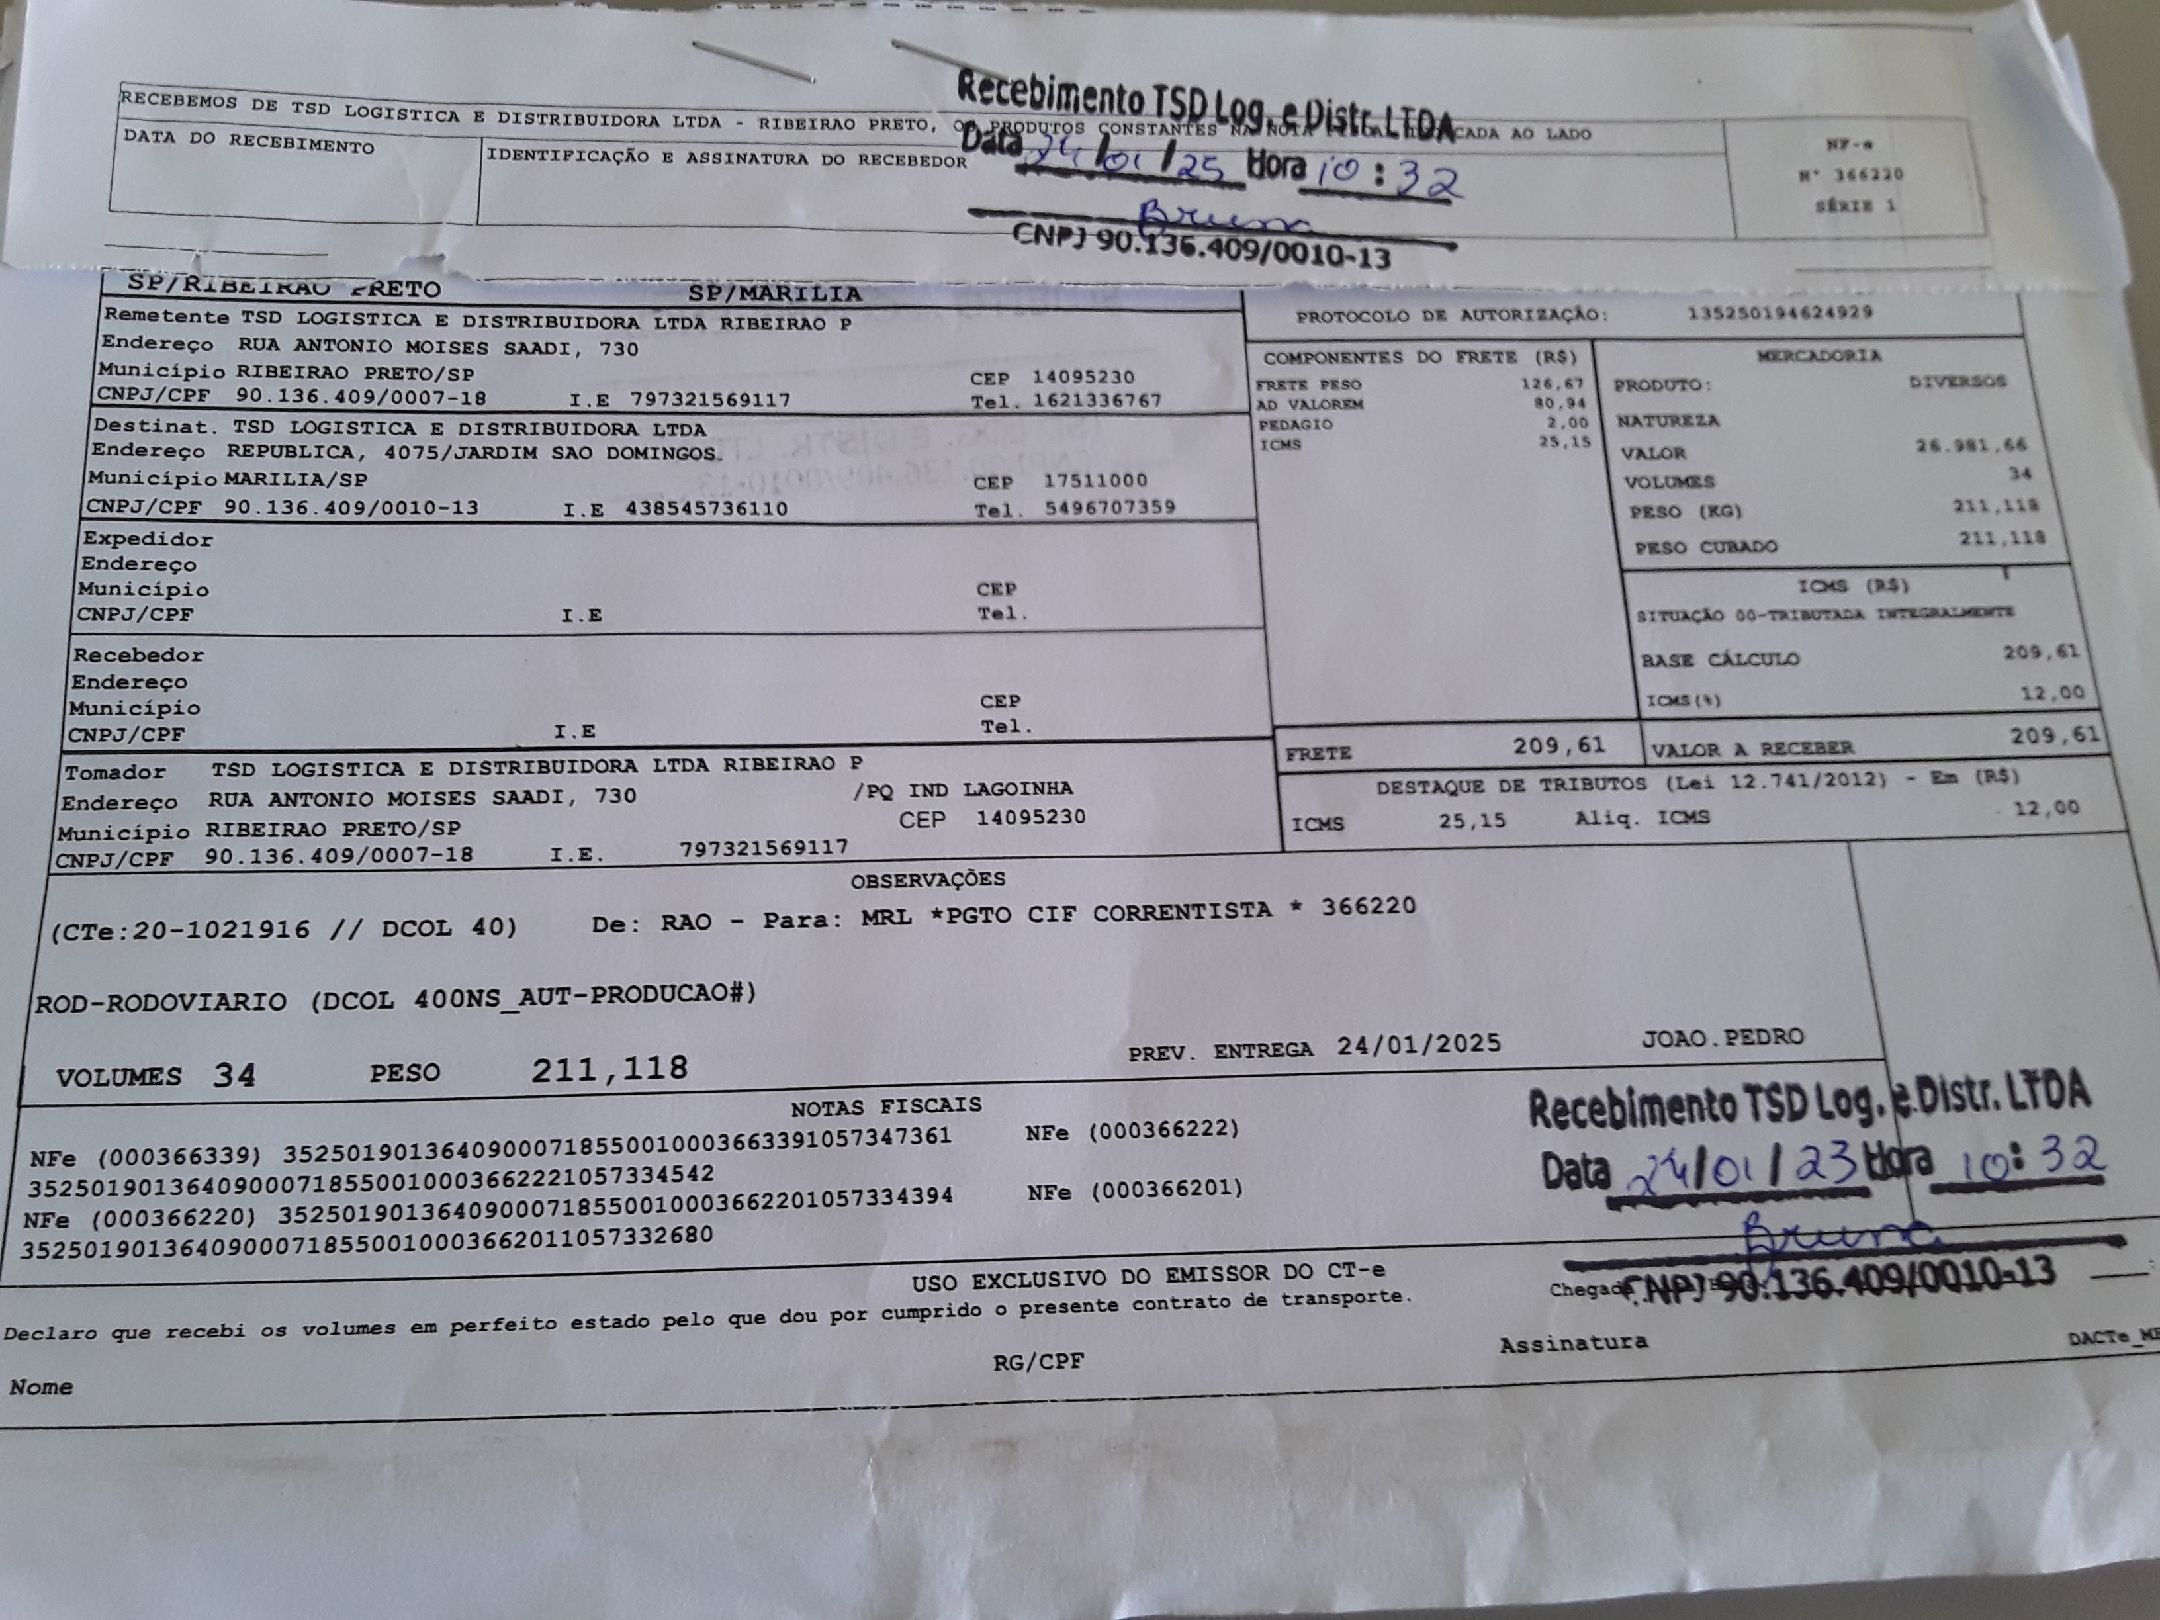 Recebimento TSD Log. e Distr. LTDA
RECEBEMOS DE TSD LOGISTICA E DISTRIBUIDORA LTDA - RIBEIRAO PRETO, OS PRODUTOS CONSTANTES NA NOTA INDICADA AO LADO
Data 24/01/25 Hora 10:32
DATA DO RECEBIMENTO
IDENTIFICAÇÃO E ASSINATURA DO RECEBEDOR
Bruna
CNPJ 90.136.409/0010-13
NF-e
N° 366220
SÉRIE 1
SP/RIBEIRAO PRETO SP/MARILIA
Remetente TSD LOGISTICA E DISTRIBUIDORA LTDA RIBEIRAO P
Endereço RUA ANTONIO MOISES SAADI, 730
Município RIBEIRAO PRETO/SP CEP 14095230
CNPJ/CPF 90.136.409/0007-18 I.E 797321569117 Tel. 1621336767
Destinat. TSD LOGISTICA E DISTRIBUIDORA LTDA
Endereço REPUBLICA, 4075/JARDIM SAO DOMINGOS
Município MARILIA/SP CEP 17511000
CNPJ/CPF 90.136.409/0010-13 I.E 438545736110 Tel. 5496707359
Expedidor
Endereço
Município CEP
CNPJ/CPF I.E Tel.
Recebedor
Endereço
Município CEP
CNPJ/CPF I.E Tel.
Tomador TSD LOGISTICA E DISTRIBUIDORA LTDA RIBEIRAO P
Endereço RUA ANTONIO MOISES SAADI, 730 /PQ IND LAGOINHA
Município RIBEIRAO PRETO/SP CEP 14095230
CNPJ/CPF 90.136.409/0007-18 I.E. 797321569117
PROTOCOLO DE AUTORIZAÇÃO: 135250194624929
COMPONENTES DO FRETE (R$)
FRETE PESO 126,67
AD VALOREM 80,94
PEDAGIO 2,00
ICMS 25,15
MERCADORIA
PRODUTO: DIVERSOS
NATUREZA
VALOR 26.981,66
VOLUMES 34
PESO (KG) 211,118
PESO CUBADO 211,118
ICMS (R$)
SITUAÇÃO 00-TRIBUTADA INTEGRALMENTE
BASE CÁLCULO 209,61
ICMS(%) 12,00
FRETE 209,61 VALOR A RECEBER 209,61
DESTAQUE DE TRIBUTOS (Lei 12.741/2012) - Em (R$)
ICMS 25,15 Aliq. ICMS 12,00
OBSERVAÇÕES
(CTe:20-1021916 // DCOL 40) De: RAO - Para: MRL *PGTO CIF CORRENTISTA * 366220
ROD-RODOVIARIO (DCOL 400NS_AUT-PRODUCAO#)
VOLUMES 34 PESO 211,118 PREV. ENTREGA 24/01/2025 JOAO.PEDRO
NOTAS FISCAIS
NFe (000366339) 35250190136409000718550010003663391057347361 NFe (000366222)
35250190136409000718550010003662221057334542
NFe (000366220) 35250190136409000718550010003662201057334394 NFe (000366201)
35250190136409000718550010003662011057332680
Recebimento TSD Log. e Distr. LTDA
Data 24/01/23 Hora 10:32
Bruna
CNPJ 90.136.409/0010-13
USO EXCLUSIVO DO EMISSOR DO CT-e
Declaro que recebi os volumes em perfeito estado pelo que dou por cumprido o presente contrato de transporte.
Nome RG/CPF Assinatura